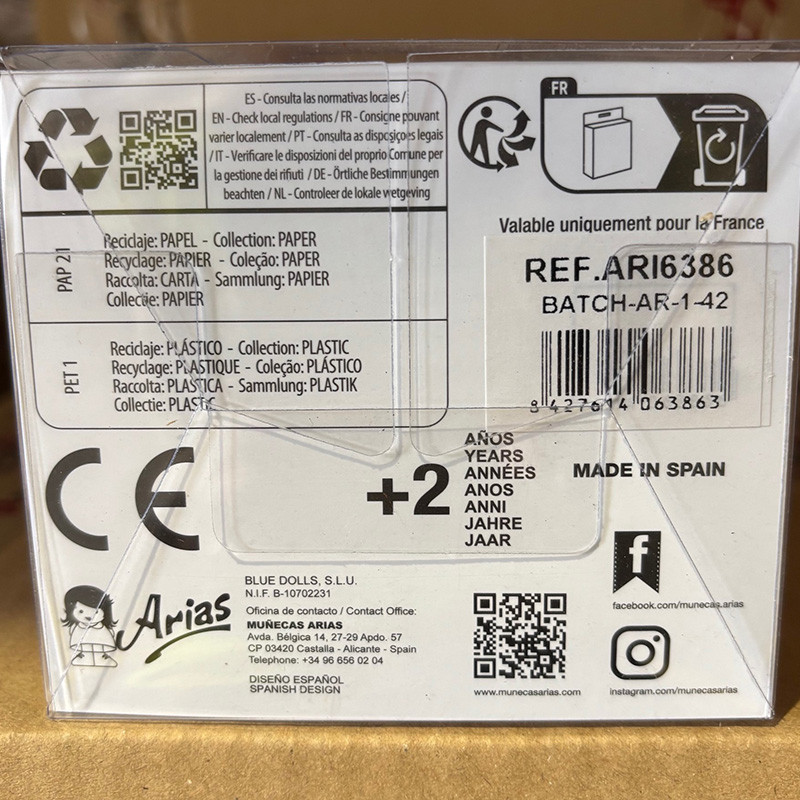 ES - Consulta las normativas locales /
EN - Check local regulations / FR - Consigne pouvant
varier localement / PT - Consulta as disposições legais
/ IT - Verificare le disposizioni del proprio Comune per
la gestione dei rifiuti / DE - Örtliche Bestimmungen
beachten / NL - Controleer de lokale wetgeving
PAP 21
Reciclaje: PAPEL - Collection: PAPER
Recyclage: PAPIER - Coleção: PAPER
Raccolta: CARTA - Sammlung: PAPIER
Collectie: PAPIER
PET 1
Reciclaje: PLÁSTICO - Collection: PLASTIC
Recyclage: PLASTIQUE - Coleção: PLÁSTICO
Raccolta: PLASTICA - Sammlung: PLASTIK
Collectie: PLASTIC
FR
Valable uniquement pour la France
REF.ARI6386
BATCH-AR-1-42
8 427614 063863
CE
+2
AÑOS
YEARS
ANNÉES
ANOS
ANNI
JAHRE
JAAR
MADE IN SPAIN
Arias
BLUE DOLLS, S.L.U.
N.I.F. B-10702231
Oficina de contacto / Contact Office:
MUÑECAS ARIAS
Avda. Bélgica 14, 27-29 Apdo. 57
CP 03420 Castalla - Alicante - Spain
Telephone: +34 96 656 02 04
DISEÑO ESPAÑOL
SPANISH DESIGN
www.munecasarias.com
f
facebook.com/munecas.arias
instagram.com/munecasarias